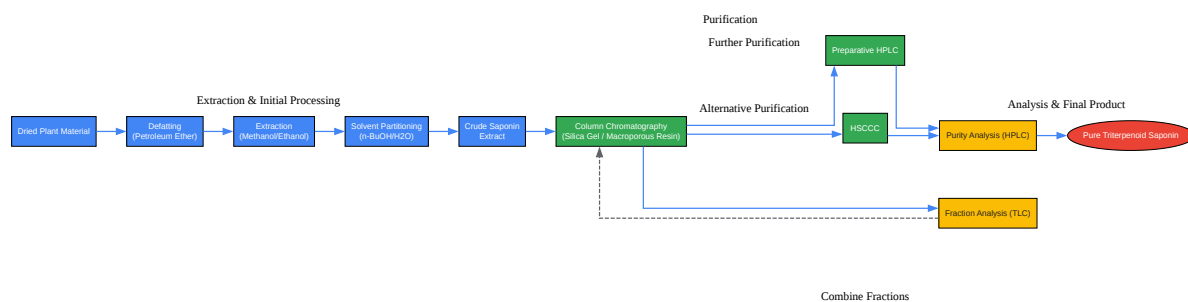 Purification
Further Purification
Preparative HPLC
Extraction & Initial Processing
Alternative Purification
Analysis & Final Product
Dried Plant Material
Defatting
(Petroleum Ether)
Extraction
(Methanol/Ethanol)
Solvent Partitioning
(n-BuOH/H2O)
Crude Saponin
Extract
Column Chromatography
(Silica Gel / Macroporous Resin)
HSCCC
Purity Analysis (HPLC)
Pure Triterpenoid Saponin
Fraction Analysis (TLC)
Combine Fractions